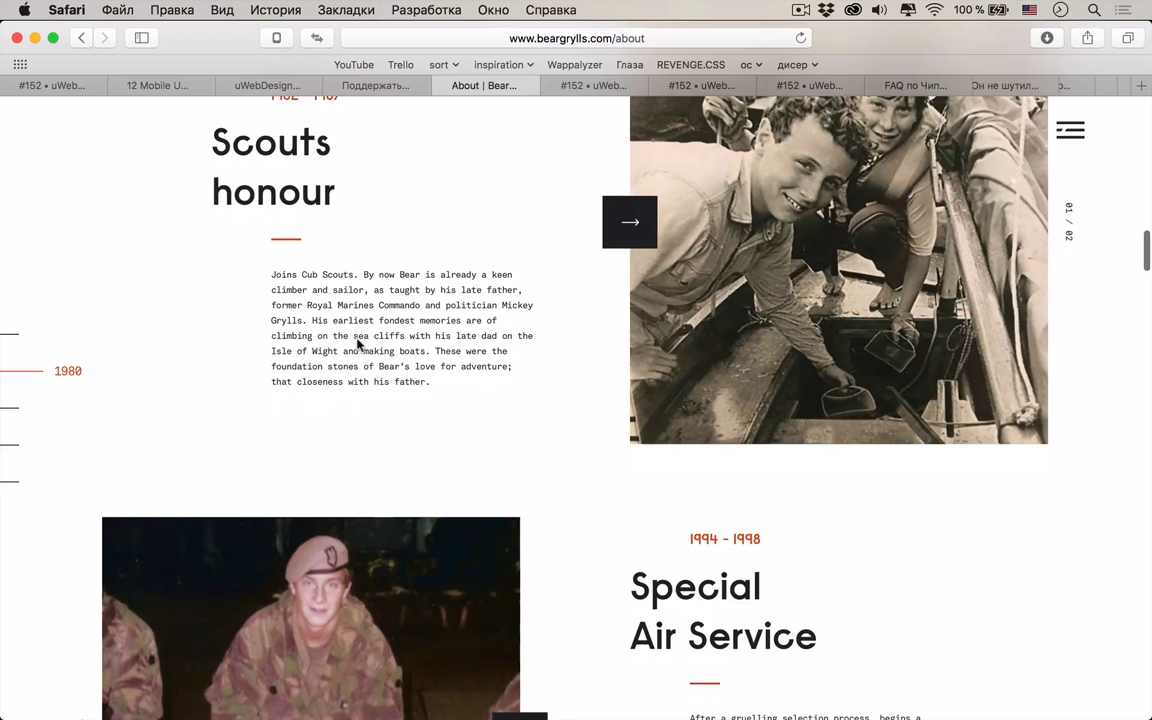 Safari Файл Правка Вид История Закладки Разработка Окно Справка 100 %
www.beargrylls.com/about
YouTube Trello sort inspiration Wappalyzer Глаза REVENGE.CSS ос дисер
#152 • uWeb... 12 Mobile U... uWebDesign... Поддержать... About | Bear... #152 • uWeb... #152 • uWeb... #152 • uWeb... FAQ по Чип... Он не шутил...
Scouts
honour
01 / 02
Joins Cub Scouts. By now Bear is already a keen
climber and sailor, as taught by his late father,
former Royal Marines Commando and politician Mickey
Grylls. His earliest fondest memories are of
climbing on the sea cliffs with his late dad on the
Isle of Wight and making boats. These were the
foundation stones of Bear's love for adventure;
that closeness with his father.
1980
1994 - 1998
Special
Air Service
After a gruelling selection process, begins a